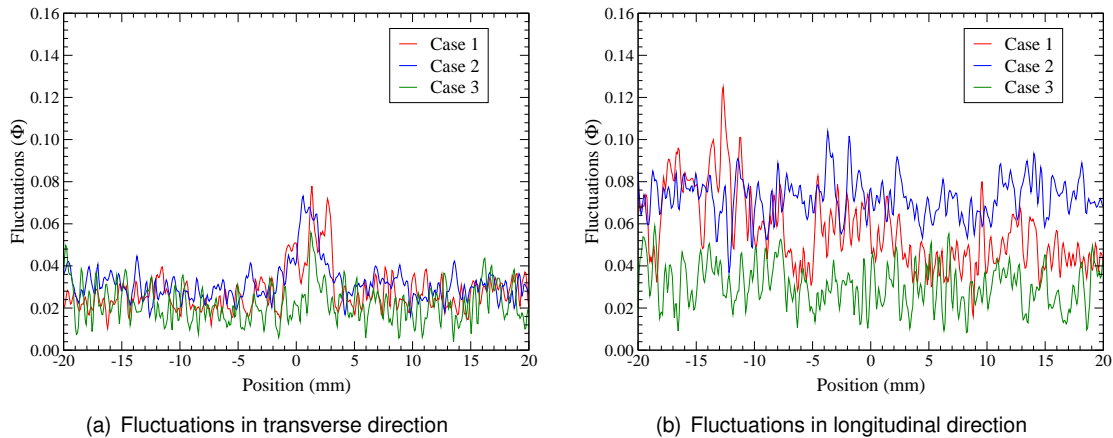 0.16
0.14
0.12
0.10
0.08
0.06
0.04
0.02
0.00
Fluctuations (Φ)
Case 1
Case 2
Case 3
-20 -15 -10 -5 0 5 10 15 20
Position (mm)
(a) Fluctuations in transverse direction
0.16
0.14
0.12
0.10
0.08
0.06
0.04
0.02
0.00
Fluctuations (Φ)
Case 1
Case 2
Case 3
-20 -15 -10 -5 0 5 10 15 20
Position (mm)
(b) Fluctuations in longitudinal direction